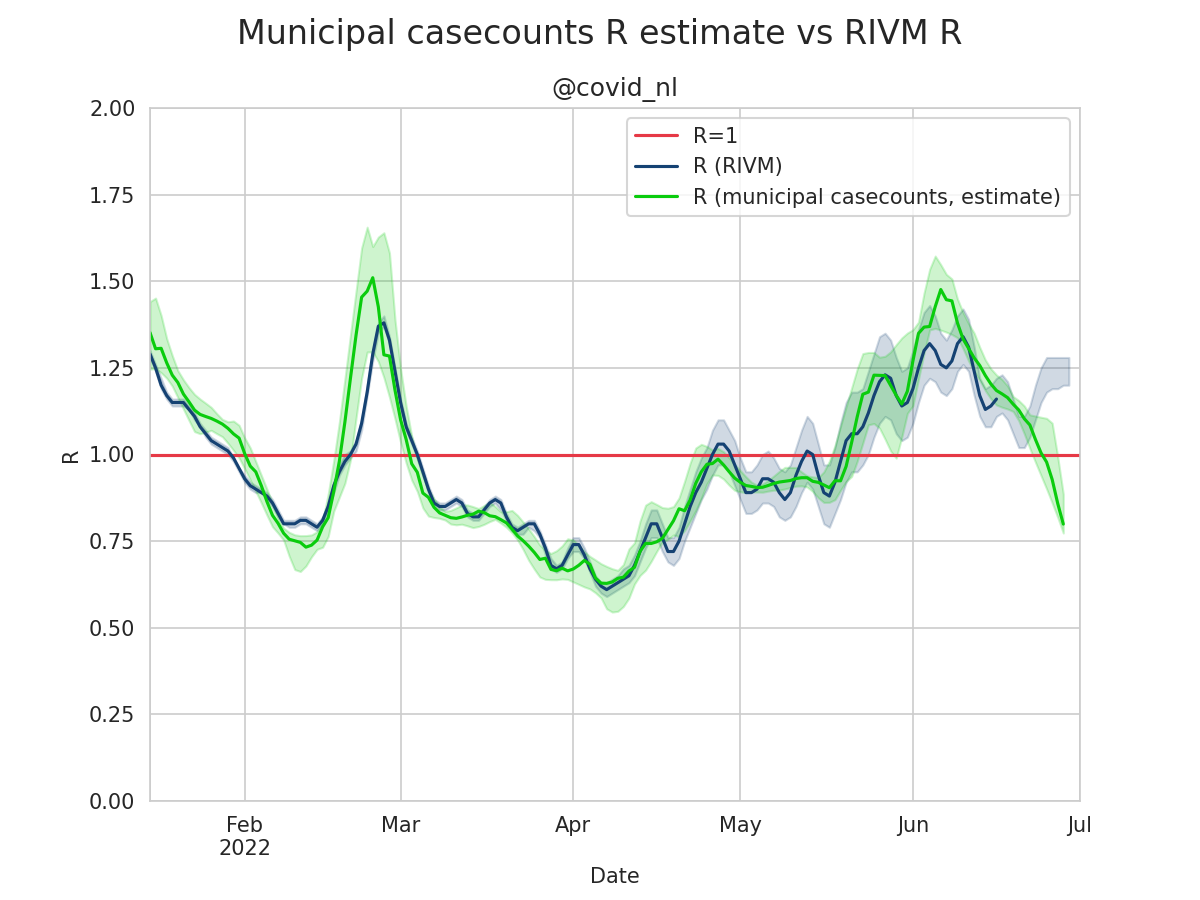 Municipal casecounts R estimate vs RIVM R
@covid_nl
R=1
R (RIVM)
R (municipal casecounts, estimate)
2.00
1.75
1.50
1.25
1.00
0.75
0.50
0.25
0.00
R
Feb
2022
Mar
Apr
May
Jun
Jul
Date